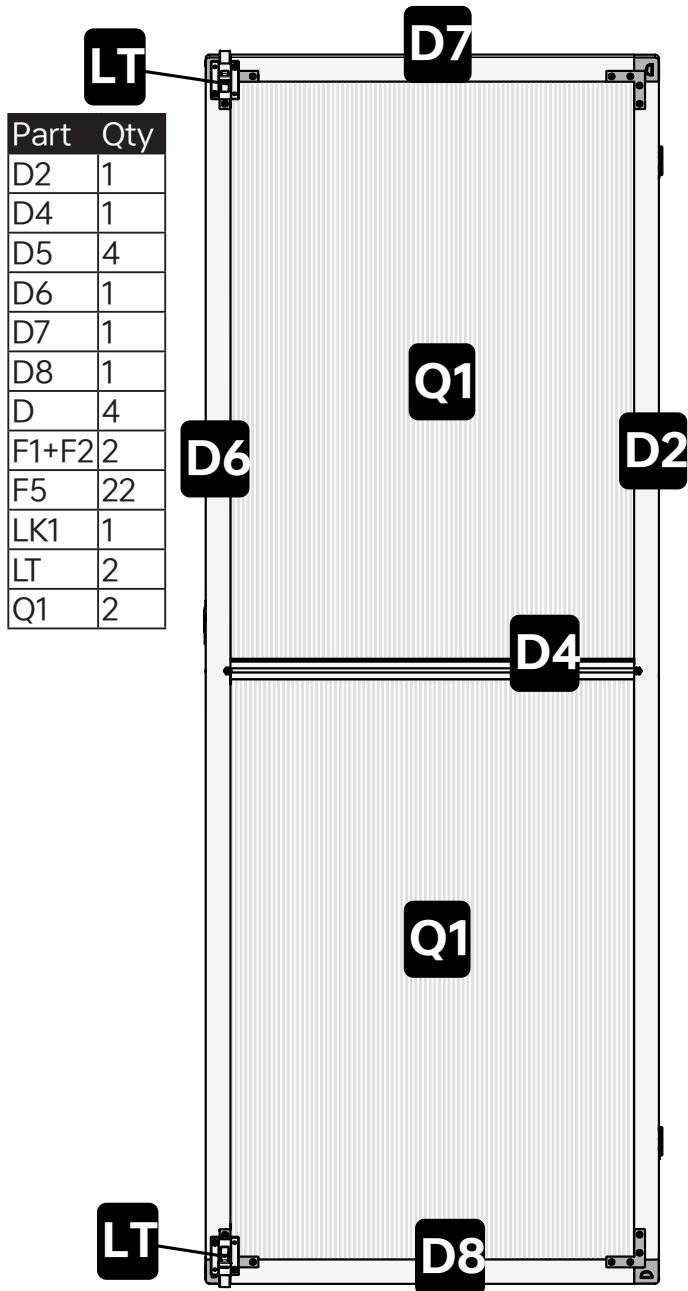 D7
LT
Part Qty
D2 1
D4 1
D5 4
D6 1
D7 1
D8 1
D 4
F1+F2 2
F5 22
LK1 1
LT 2
Q1 2
Q1
D6
D2
D4
Q1
LT
D8